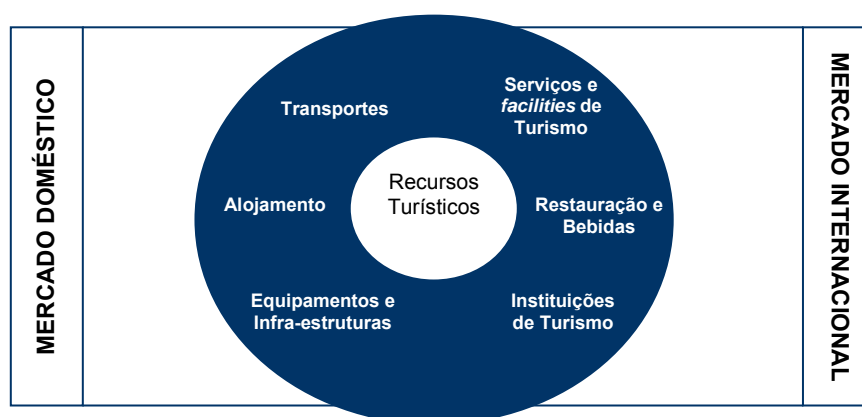 MERCADO DOMÉSTICO
Transportes
Serviços e
facilities de
Turismo
Alojamento
Recursos
Turísticos
Restauração e
Bebidas
Equipamentos e
Infra-estruturas
Instituições
de Turismo
MERCADO INTERNACIONAL